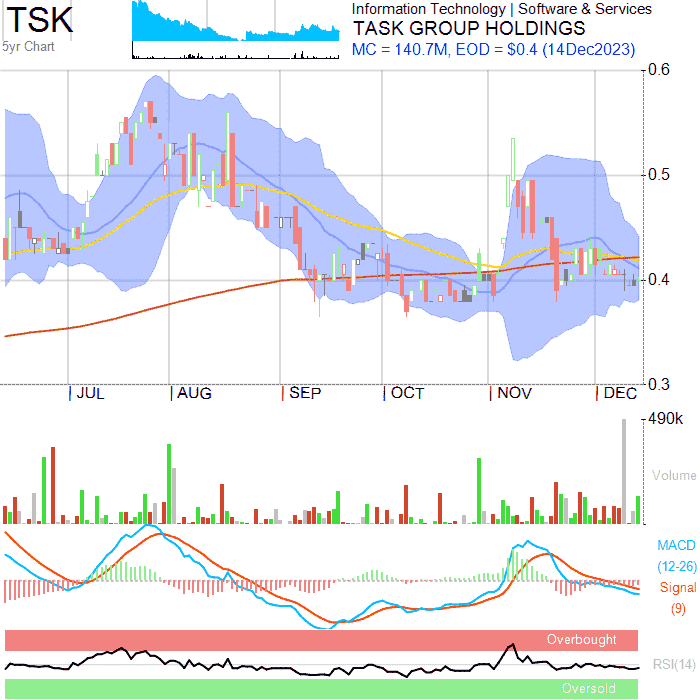 TSK
5yr Chart
Information Technology | Software & Services
TASK GROUP HOLDINGS
MC = 140.7M, EOD = $0.4 (14Dec2023)
0.6
0.5
0.4
0.3
JUL AUG SEP OCT NOV DEC
490k
Volume
MACD
(12-26)
Signal
(9)
Overbought
RSI(14)
Oversold